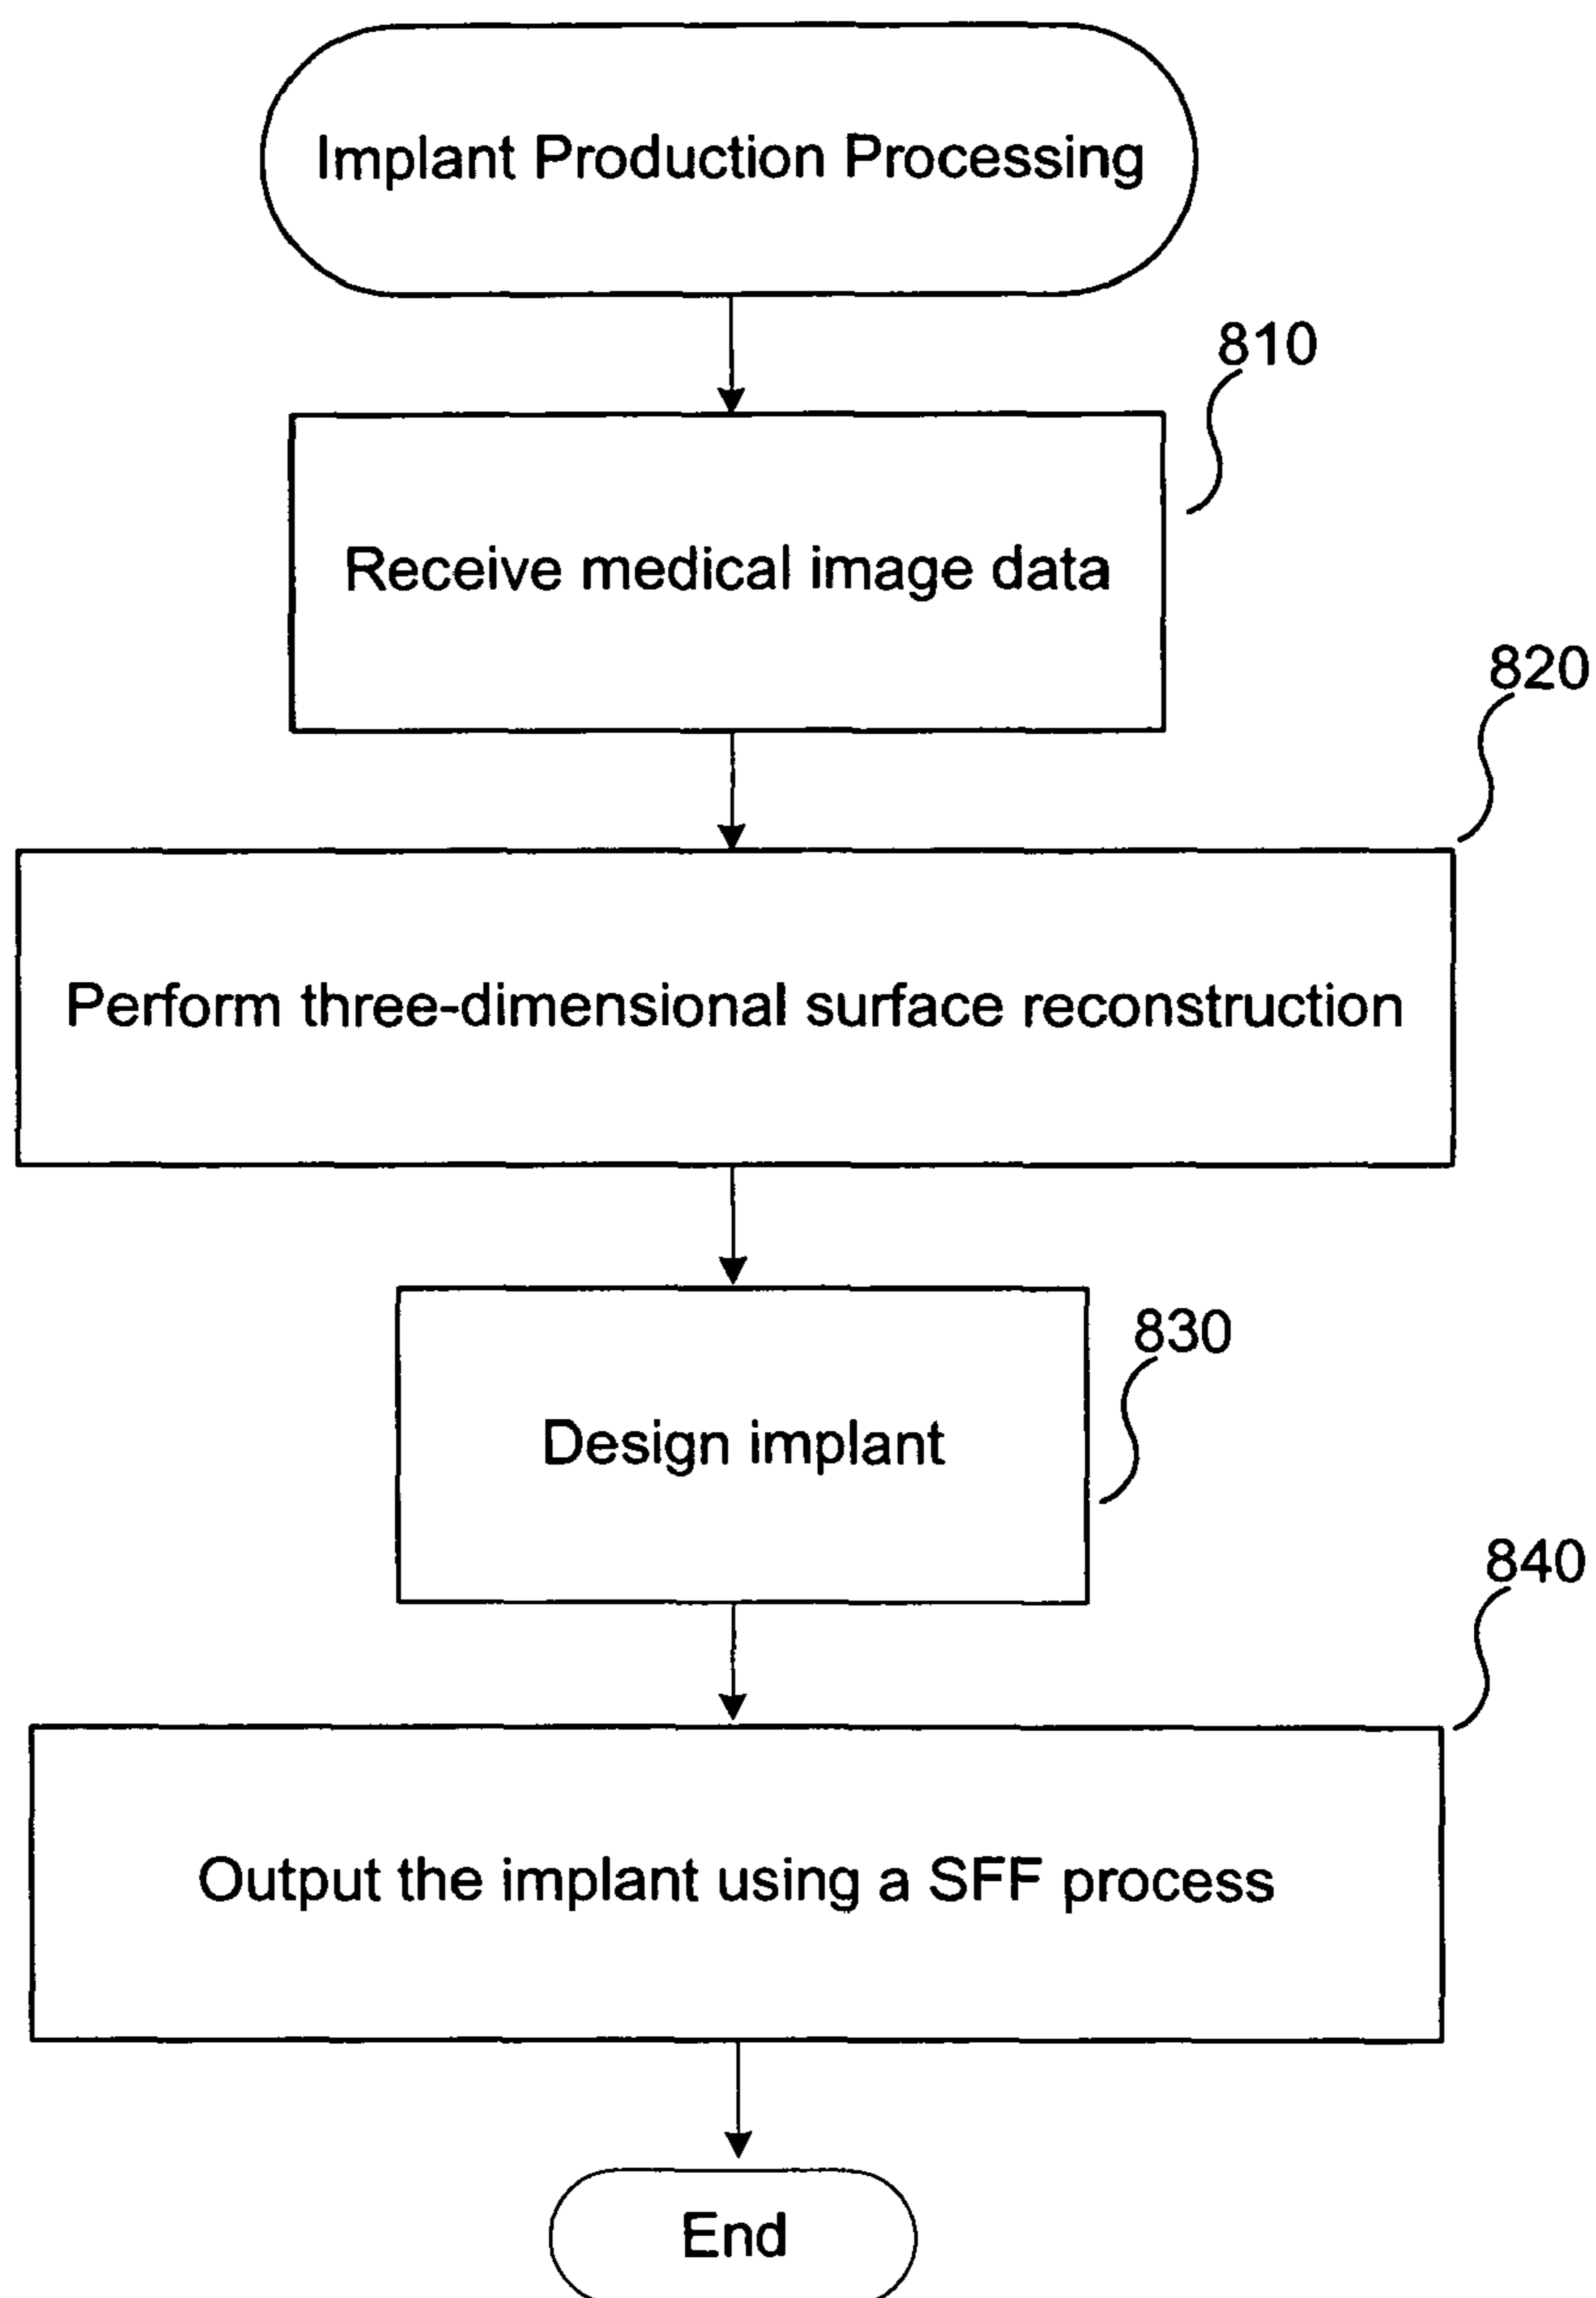 Implant Production Processing
810
Receive medical image data
820
Perform three-dimensional surface reconstruction
830
Design implant
840
Output the implant using a SFF process
End